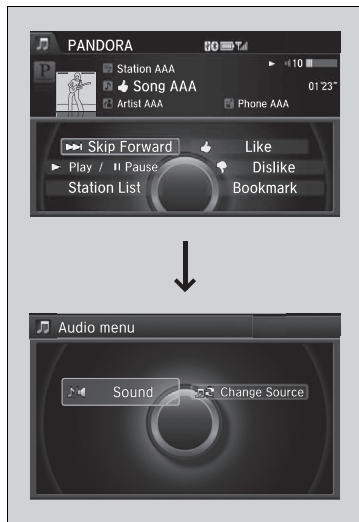 PANDORA
P
10
Station AAA
Song AAA
01'23"
Artist AAA
Phone AAA
Skip Forward
Like
Play / Pause
Dislike
Station List
Bookmark
Audio menu
Sound
Change Source